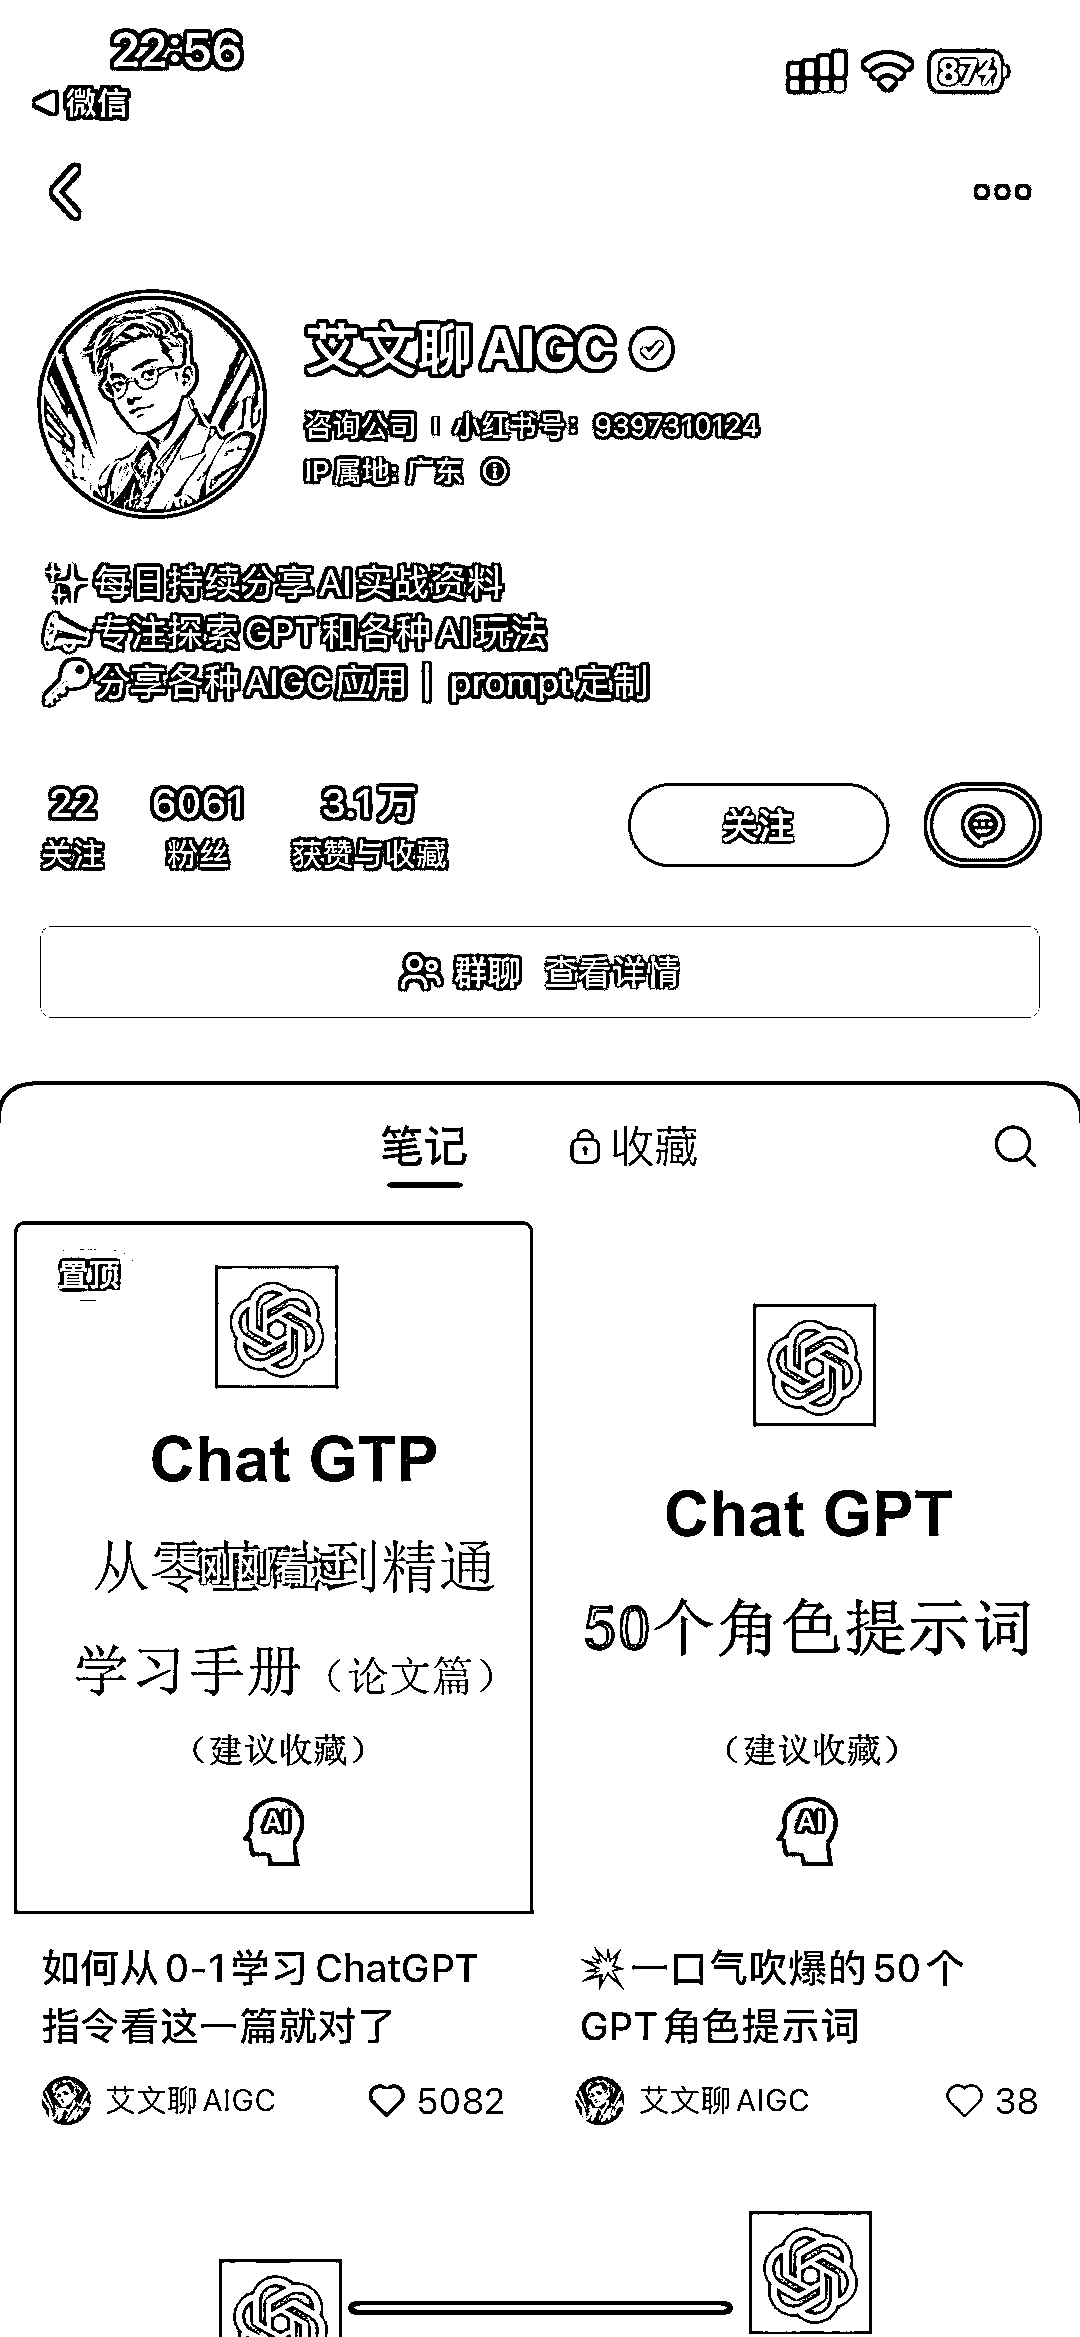 22:56
87
微信
艾文聊AIGC
咨询公司 | 小红书号：9397310124
IP属地：广东
每日持续分享AI实战资料
专注探索GPT和各种AI玩法
分享各种AIGC应用｜prompt定制
22 6061 3.1万
关注 粉丝 获赞与收藏
关注
群聊 查看详情
笔记 收藏
置顶
Chat GTP
从零基础到精通
刚刚看过
学习手册（论文篇）
（建议收藏）
AI
如何从0-1学习ChatGPT
指令看这一篇就对了
艾文聊AIGC 5082
Chat GPT
50个角色提示词
（建议收藏）
AI
一口气吹爆的50个
GPT角色提示词
艾文聊AIGC 38